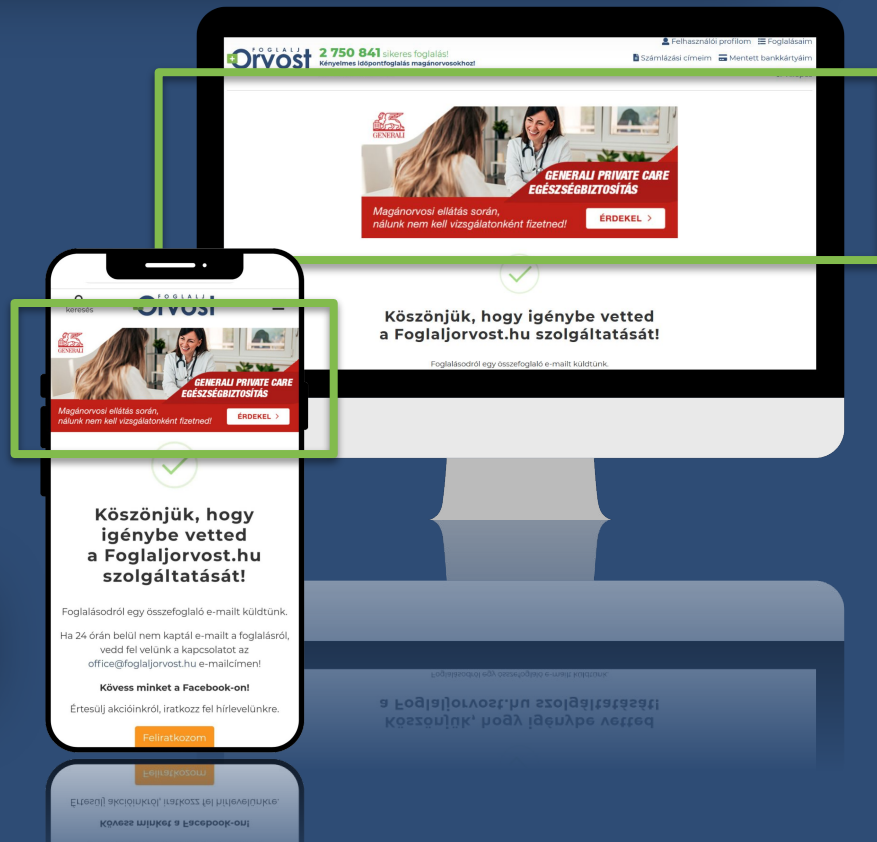 FOGLALJ
Orvost
2 750 841 sikeres foglalás!
Kényelmes időpontfoglalás magánorvosokhoz!
Felhasználói profilom
Foglalásaim
Számlázási címeim
Mentett bankkártyáim
GENERALI
GENERALI PRIVATE CARE
EGÉSZSÉGBIZTOSÍTÁS
Magánorvosi ellátás során,
nálunk nem kell vizsgálatonként fizetned!
ÉRDEKEL >
Köszönjük, hogy igénybe vetted
a Foglaljorvost.hu szolgáltatását!
Foglalásodról egy összefoglaló e-mailt küldtünk.
keresés
FOGLALJ
Orvost
GENERALI
GENERALI PRIVATE CARE
EGÉSZSÉGBIZTOSÍTÁS
Magánorvosi ellátás során,
nálunk nem kell vizsgálatonként fizetned!
ÉRDEKEL >
Köszönjük, hogy
igénybe vetted
a Foglaljorvost.hu
szolgáltatását!
Foglalásodról egy összefoglaló e-mailt küldtünk.
Ha 24 órán belül nem kaptál e-mailt a foglalásról,
vedd fel velünk a kapcsolatot az
office@foglaljorvost.hu e-mailcímen!
Kövess minket a Facebook-on!
Értesülj akcióinkról, iratkozz fel hírlevelünkre.
Feliratkozom